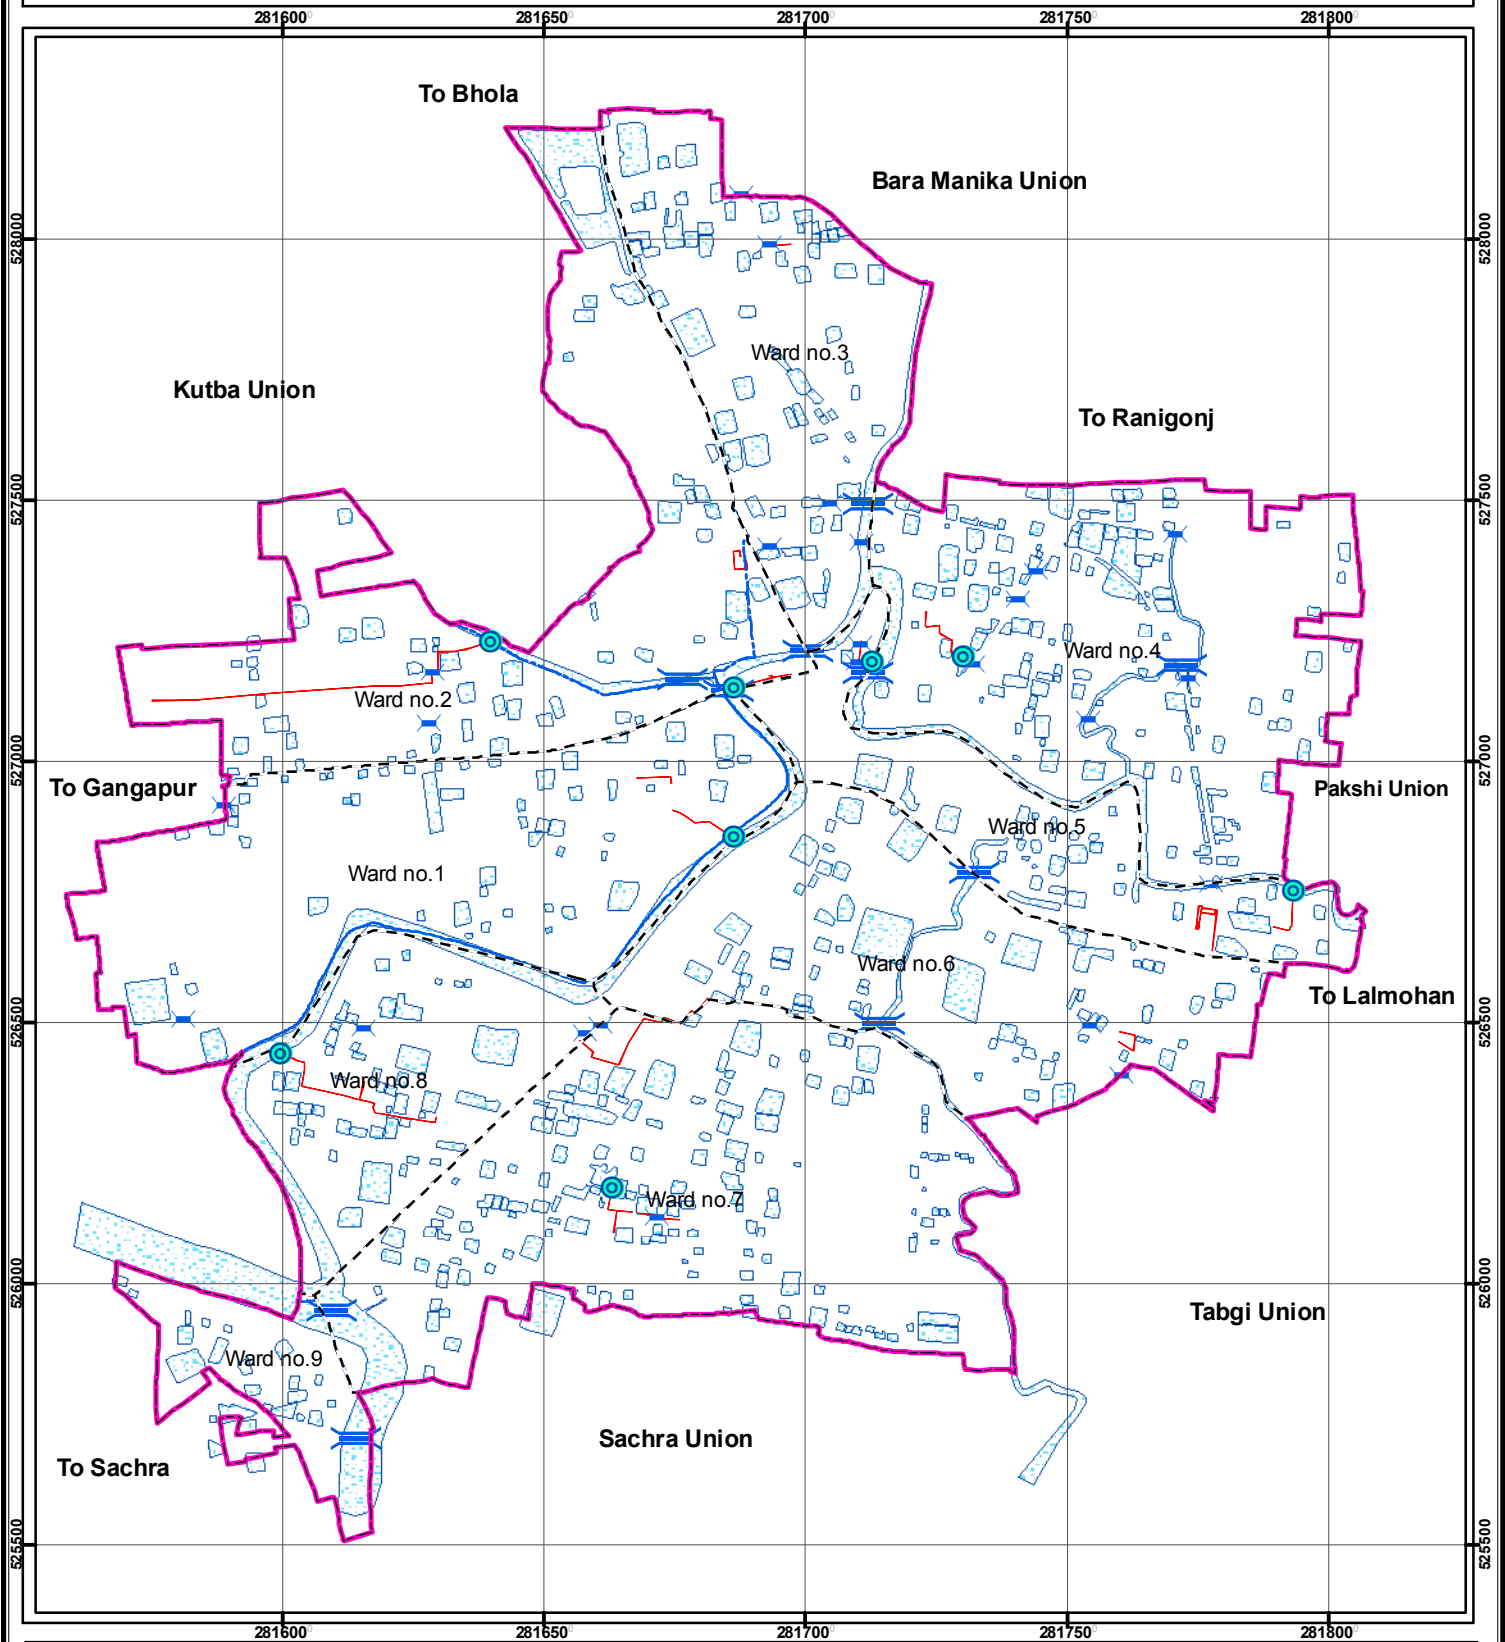 281600 281650 281700 281750 281800
To Bhola
Bara Manika Union
528000 528000
Ward no.3
Kutba Union
To Ranigonj
527500 527500
Ward no.4
Ward no.2
527000 527000
To Gangapur
Pakshi Union
Ward no.5
Ward no.1
Ward no.6
To Lalmohan
526500 526500
Ward no.8
Ward no.7
526000 526000
Tabgi Union
Ward no.9
Sachra Union
To Sachra
525500 525500
281600 281650 281700 281750 281800